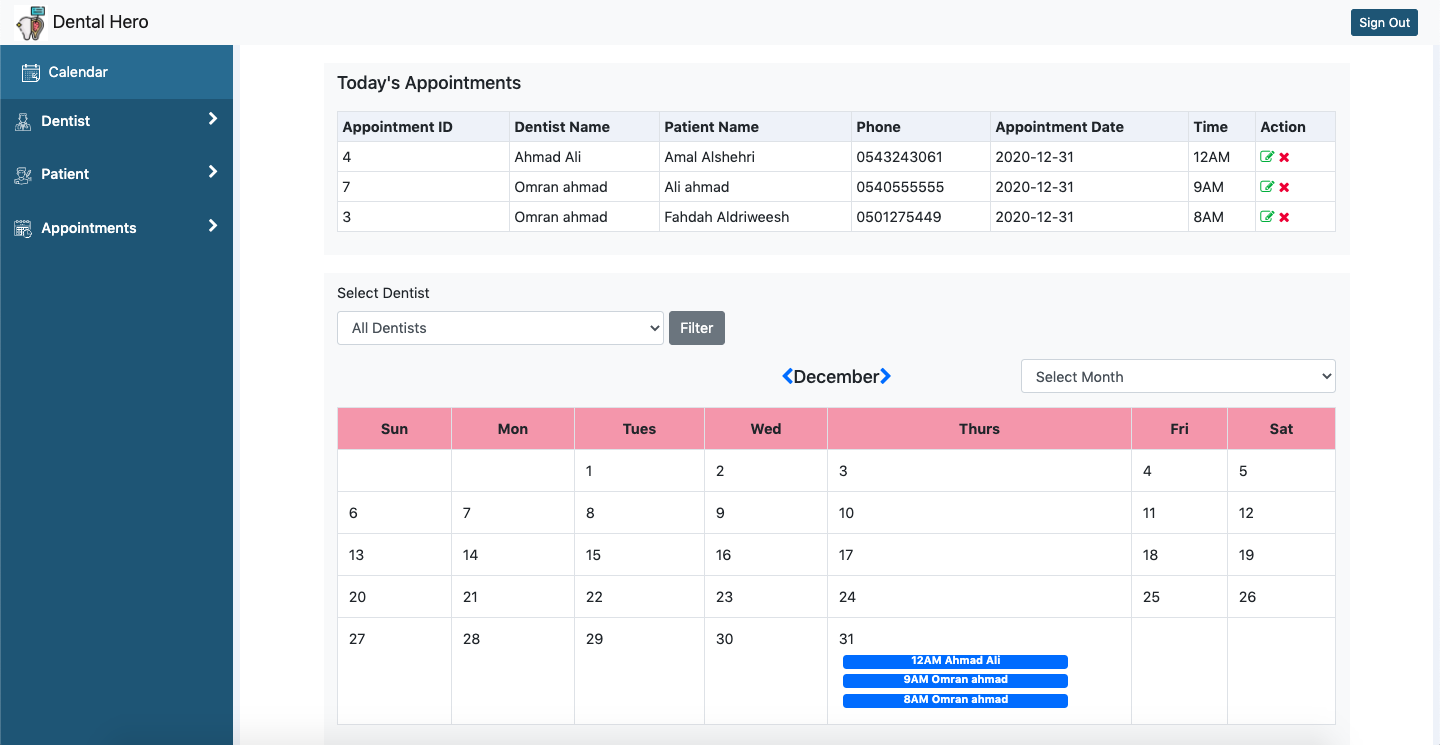 Dental Hero
Sign Out
Calendar
Dentist
Patient
Appointments
Today's Appointments
Appointment ID Dentist Name Patient Name Phone Appointment Date Time Action
4 Ahmad Ali Amal Alshehri 0543243061 2020-12-31 12AM
7 Omran ahmad Ali ahmad 0540555555 2020-12-31 9AM
3 Omran ahmad Fahdah Aldriweesh 0501275449 2020-12-31 8AM
Select Dentist
All Dentists Filter
December Select Month
Sun Mon Tues Wed Thurs Fri Sat
1 2 3 4 5
6 7 8 9 10 11 12
13 14 15 16 17 18 19
20 21 22 23 24 25 26
27 28 29 30 31
12AM Ahmad Ali
9AM Omran ahmad
8AM Omran ahmad